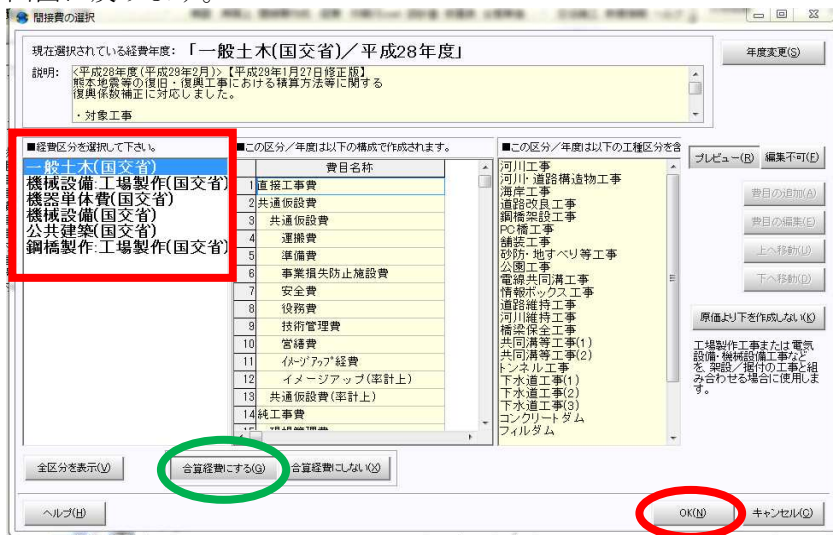 間接費の選択
現在選択されている経費年度：「一般土木(国交省)／平成28年度」
年度変更(S)
説明：
<平成28年度(平成29年2月)>【平成29年1月27日修正版】
熊本地震等の復旧・復興工事における積算方法等に関する
復興係数補正に対応しました。
・対象工事
■経費区分を選択して下さい。
一般土木(国交省)
機械設備:工場製作(国交省)
機器単体費(国交省)
機械設備(国交省)
公共建築(国交省)
鋼橋製作:工場製作(国交省)
■この区分／年度は以下の構成で作成されます。
費目名称
1 直接工事費
2 共通仮設費
3 共通仮設費
4 運搬費
5 準備費
6 事業損失防止施設費
7 安全費
8 役務費
9 技術管理費
10 営繕費
11 ｲﾒｰｼﾞｱｯﾌﾟ経費
12 イメージアップ(率計上)
13 共通仮設費(率計上)
14 純工事費
■この区分／年度は以下の工種区分を含
河川工事
河川・道路構造物工事
海岸工事
道路改良工事
鋼橋架設工事
PC橋工事
舗装工事
砂防・地すべり等工事
公園工事
電線共同溝工事
情報ボックス工事
道路維持工事
河川維持工事
橋梁保全工事
共同溝等工事(1)
共同溝等工事(2)
トンネル工事
下水道工事(1)
下水道工事(2)
下水道工事(3)
コンクリートダム
フィルダム
プレビュー(R)
編集不可(F)
費目の追加(A)
費目の編集(E)
上へ移動(U)
下へ移動(D)
原価より下を作成しない(K)
工場製作工事または電気
設備・機械設備工事など
を、架設／据付の工事と組
み合わせる場合に使用しま
す。
全区分を表示(V)
合算経費にする(G)
合算経費にしない(X)
ヘルプ(H)
OK(N)
キャンセル(C)